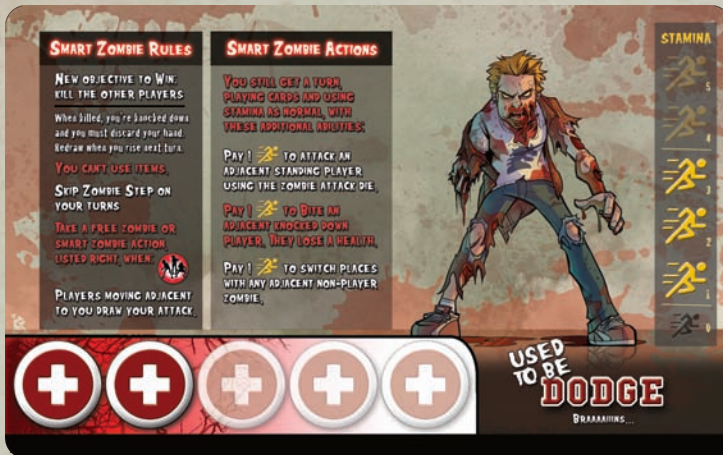 SMART ZOMBIE RULES
NEW OBJECTIVE TO WIN:
KILL THE OTHER PLAYERS
When killed, you're knocked down
and you must discard your hand.
Redraw when you rise next turn.
YOU CAN'T USE ITEMS.
SKIP ZOMBIE STEP ON
YOUR TURNS
TAKE A FREE ZOMBIE OR
SMART ZOMBIE ACTION,
LISTED RIGHT, WHEN:
PLAYERS MOVING ADJACENT
TO YOU DRAW YOUR ATTACK.
SMART ZOMBIE ACTIONS
YOU STILL GET A TURN,
PLAYING CARDS AND USING
STAMINA AS NORMAL, WITH
THESE ADDITIONAL ABILITIES:
PAY 1 TO ATTACK AN
ADJACENT STANDING PLAYER
USING THE ZOMBIE ATTACK DIE.
PAY 1 TO BITE AN
ADJACENT KNOCKED DOWN
PLAYER. THEY LOSE A HEALTH.
PAY 1 TO SWITCH PLACES
WITH ANY ADJACENT NON-PLAYER
ZOMBIE.
STAMINA
5
4
3
2
1
0
USED
TO BE
DODGE
BRAAAAIIINS...